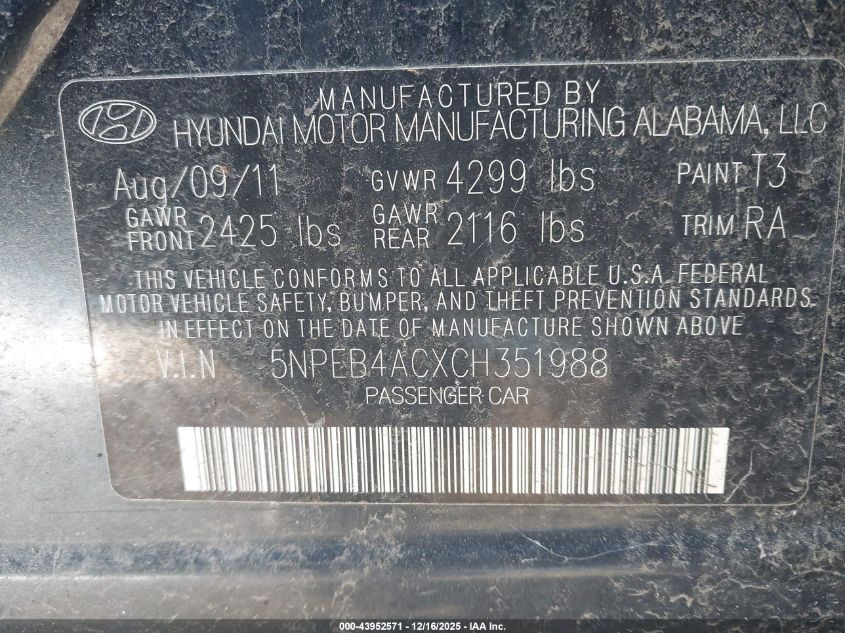 MANUFACTURED BY
HYUNDAI MOTOR MANUFACTURING ALABAMA, LLC
Aug/09/11 GVWR 4299 lbs PAINT T3
GAWR FRONT 2425 lbs GAWR REAR 2116 lbs TRIM RA
THIS VEHICLE CONFORMS TO ALL APPLICABLE U.S.A. FEDERAL
MOTOR VEHICLE SAFETY, BUMPER, AND THEFT PREVENTION STANDARDS
IN EFFECT ON THE DATE OF MANUFACTURE SHOWN ABOVE
V.I.N 5NPEB4ACXCH351988
PASSENGER CAR
000-43952571 - 12/16/2025 - IAA Inc.